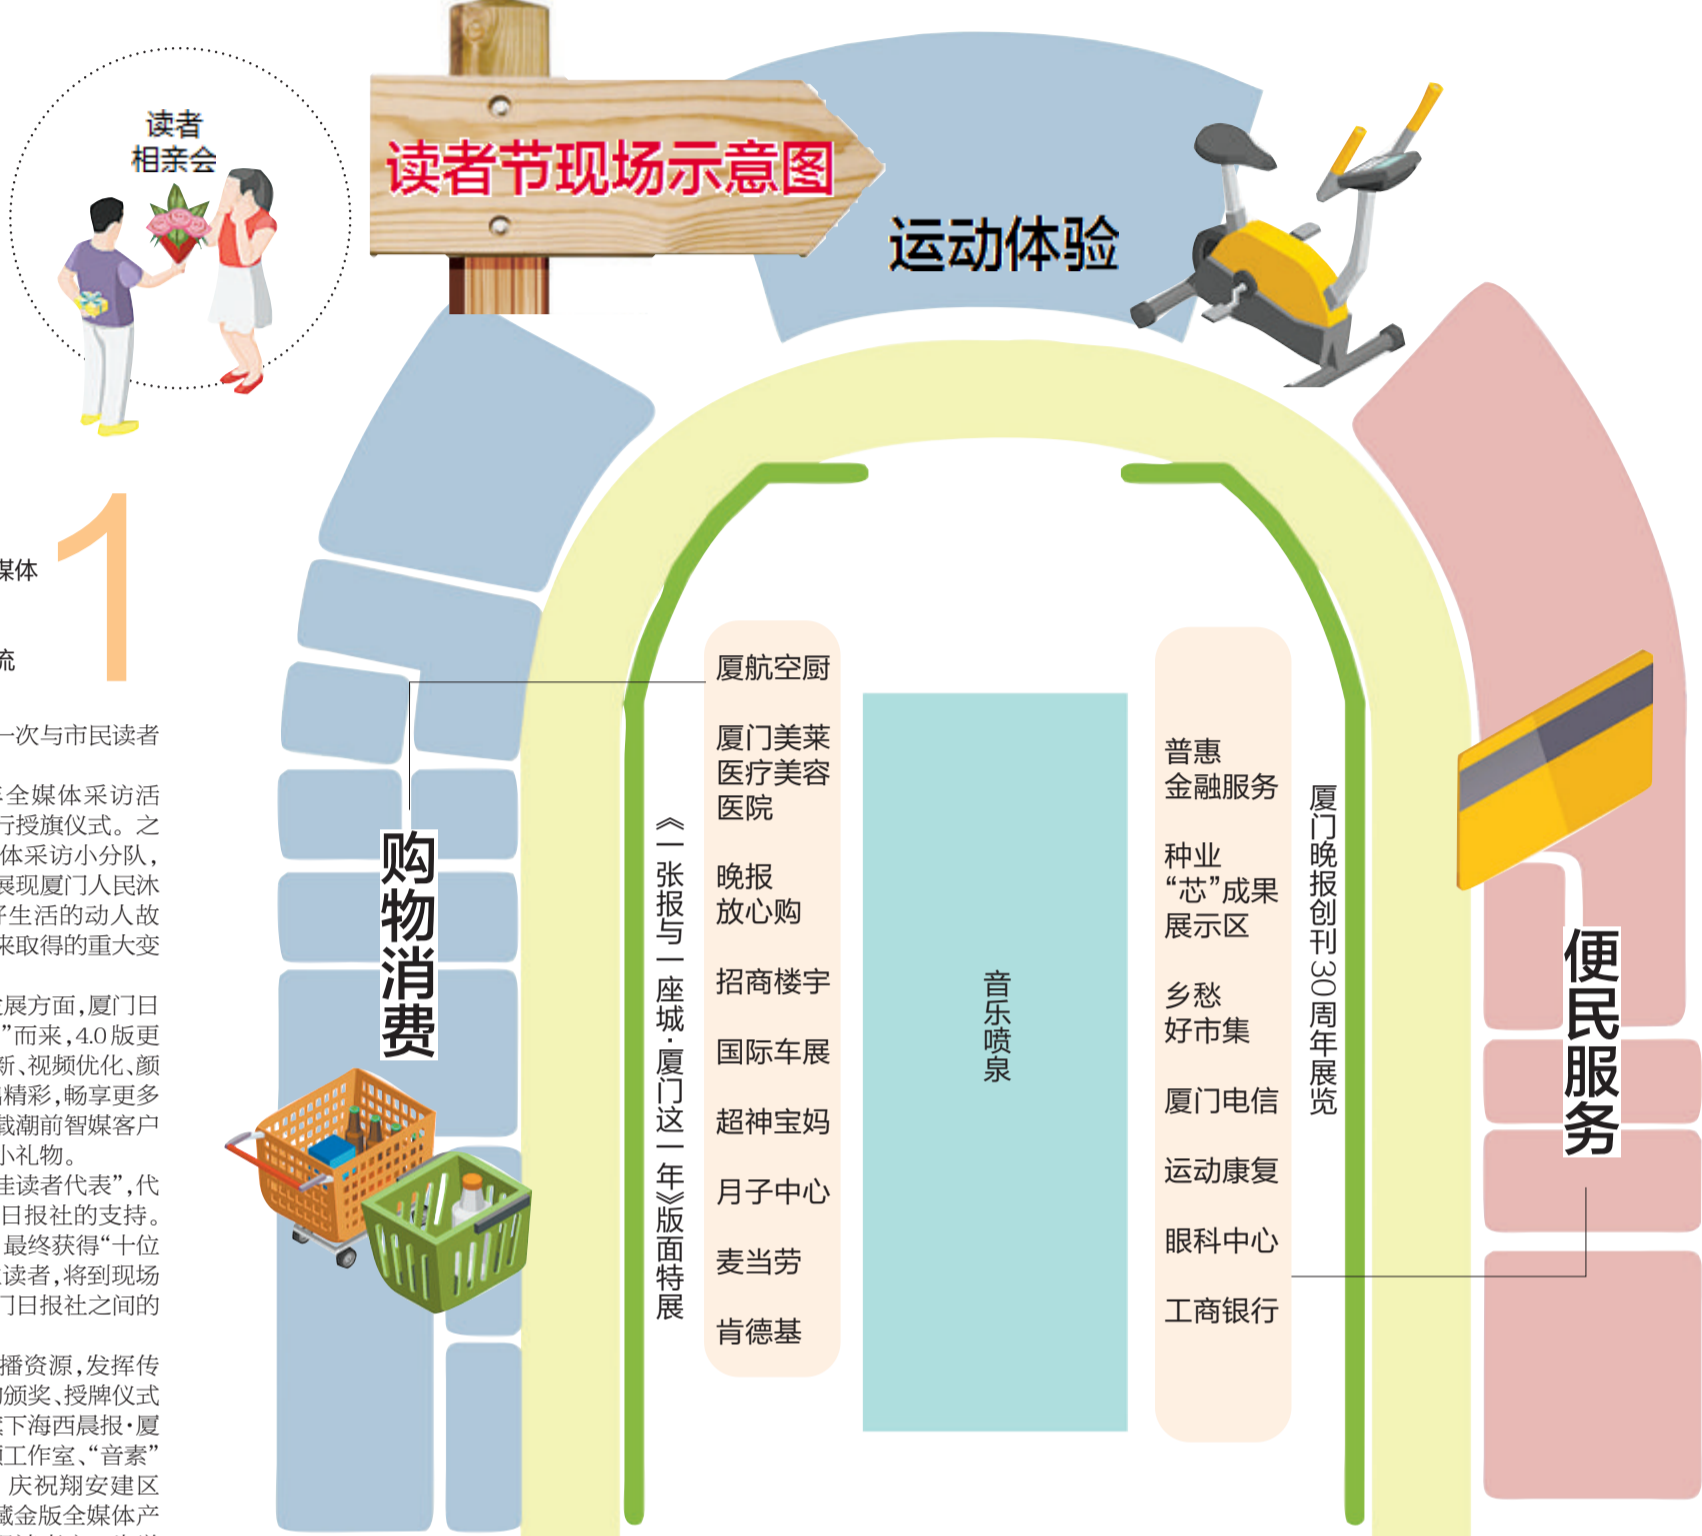 读者
相亲会
读者节现场示意图
运动体验
1
媒体
流
一次与市民读者
全媒体采访活
行授旗仪式。之
体采访小分队,
展现厦门人民沐
好生活的动人故
来取得的重大变
发展方面,厦门日
”而来,4.0版更
新、视频优化、颜
精彩,畅享更多
载潮前智媒客户
小礼物。
佳读者代表”,代
日报社的支持。
最终获得“十位
读者,将到现场
门日报社之间的
播资源,发挥传
颁奖、授牌仪式
旗下海西晨报·厦
频工作室、“音素”
庆祝翔安建区
藏金版全媒体产
购物消费
《一张报与一座城·厦门这一年》版面特展
厦航空厨
厦门美莱
医疗美容
医院
晚报
放心购
招商楼宇
国际车展
超神宝妈
月子中心
麦当劳
肯德基
音乐喷泉
普惠
金融服务
种业
“芯”成果
展示区
乡愁
好市集
厦门电信
运动康复
眼科中心
工商银行
厦门晚报创刊30周年展览
便民服务